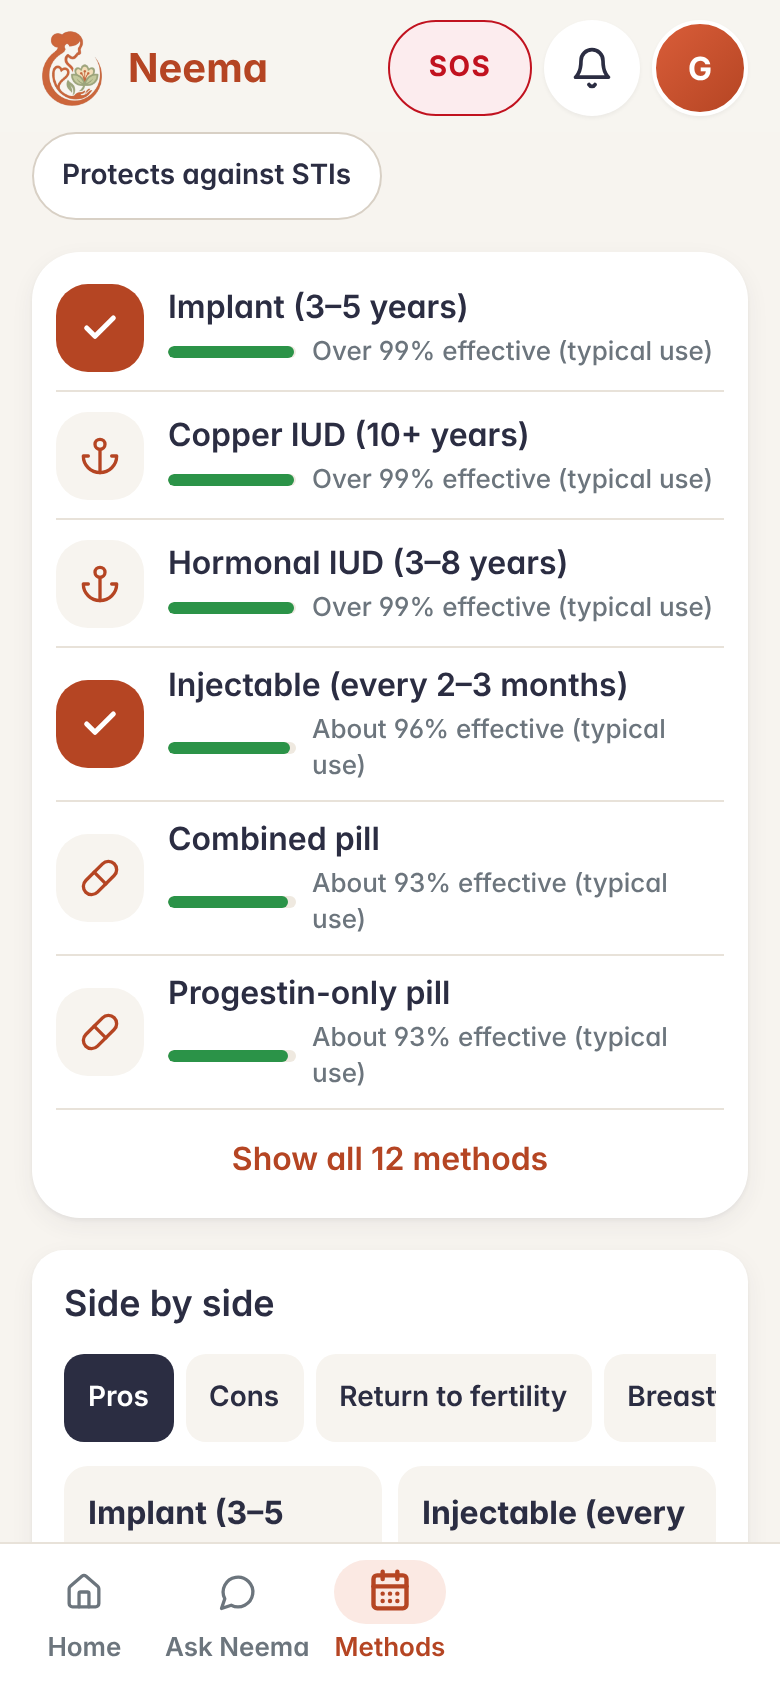 Neema
SOS
G
Protects against STIs
Implant (3–5 years)
Over 99% effective (typical use)
Copper IUD (10+ years)
Over 99% effective (typical use)
Hormonal IUD (3–8 years)
Over 99% effective (typical use)
Injectable (every 2–3 months)
About 96% effective (typical
use)
Combined pill
About 93% effective (typical
use)
Progestin-only pill
About 93% effective (typical
use)
Show all 12 methods
Side by side
Pros
Cons
Return to fertility
Breast
Implant (3–5
Injectable (every
Home
Ask Neema
Methods